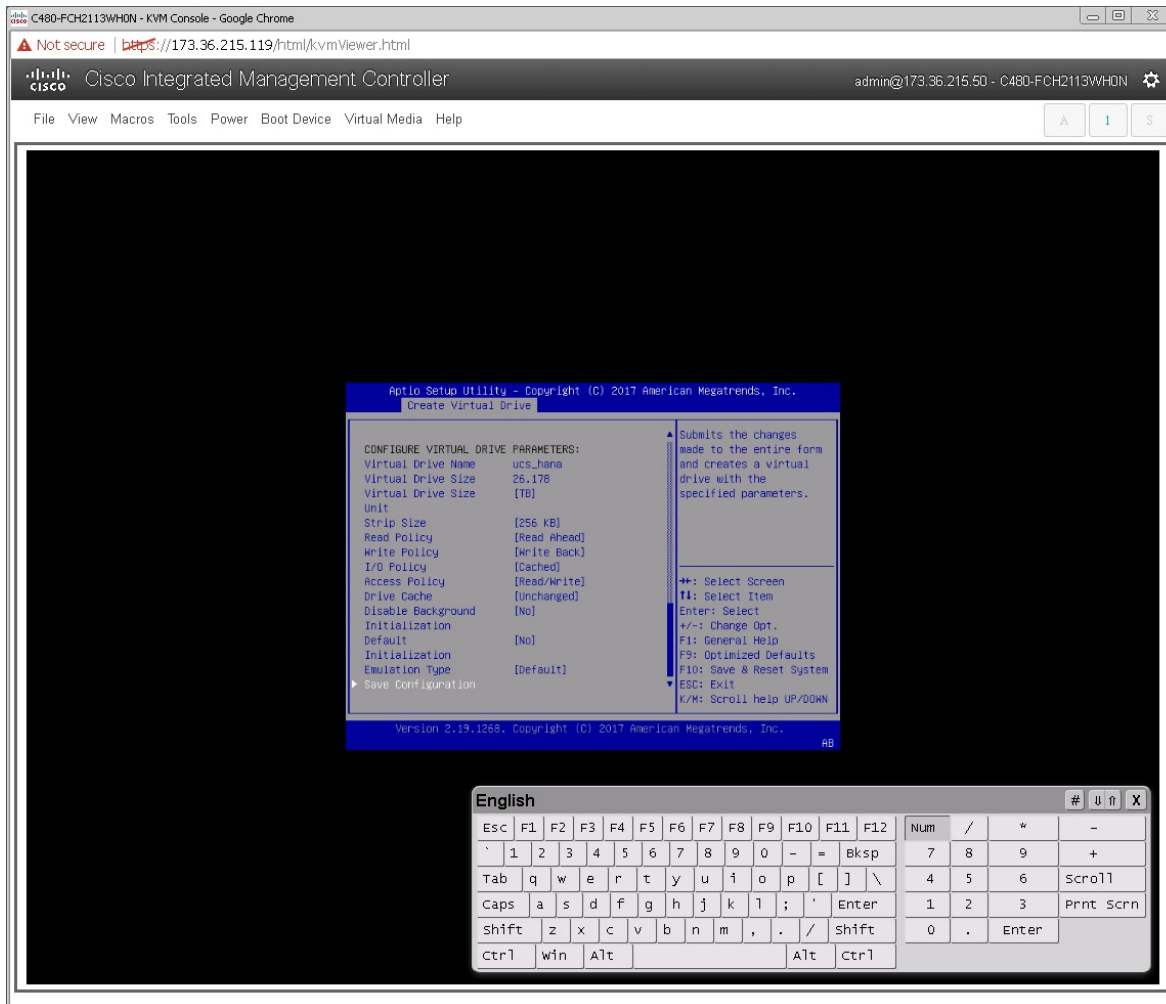 C480-FCH2113WH0N - KVM Console - Google Chrome
Not secure | https://173.36.215.119/html/kvmViewer.html
cisco Cisco Integrated Management Controller admin@173.36.215.50 - C480-FCH2113WH0N
File View Macros Tools Power Boot Device Virtual Media Help A 1 S
Aptio Setup Utility - Copyright (C) 2017 American Megatrends, Inc.
Create Virtual Drive
CONFIGURE VIRTUAL DRIVE PARAMETERS:
Virtual Drive Name ucs_hana
Virtual Drive Size 26.178
Virtual Drive Size [TB]
Unit
Strip Size [256 KB]
Read Policy [Read Ahead]
Write Policy [Write Back]
I/O Policy [Cached]
Access Policy [Read/Write]
Drive Cache [Unchanged]
Disable Background [No]
Initialization
Default [No]
Initialization
Emulation Type [Default]
Save Configuration
Submits the changes
made to the entire form
and creates a virtual
drive with the
specified parameters.
: Select Screen
↑↓: Select Item
Enter: Select
+/-: Change Opt.
F1: General Help
F9: Optimized Defaults
F10: Save & Reset System
ESC: Exit
K/M: Scroll help UP/DOWN
Version 2.19.1268. Copyright (C) 2017 American Megatrends, Inc.
AB
English # X
Esc F1 F2 F3 F4 F5 F6 F7 F8 F9 F10 F11 F12 Num / * -
` 1 2 3 4 5 6 7 8 9 0 - = Bksp 7 8 9 +
Tab q w e r t y u i o p [ ] \ 4 5 6 Scroll
Caps a s d f g h j k l ; ' Enter 1 2 3 Prnt Scrn
Shift z x c v b n m , . / Shift 0 . Enter
Ctrl Win Alt Alt Ctrl